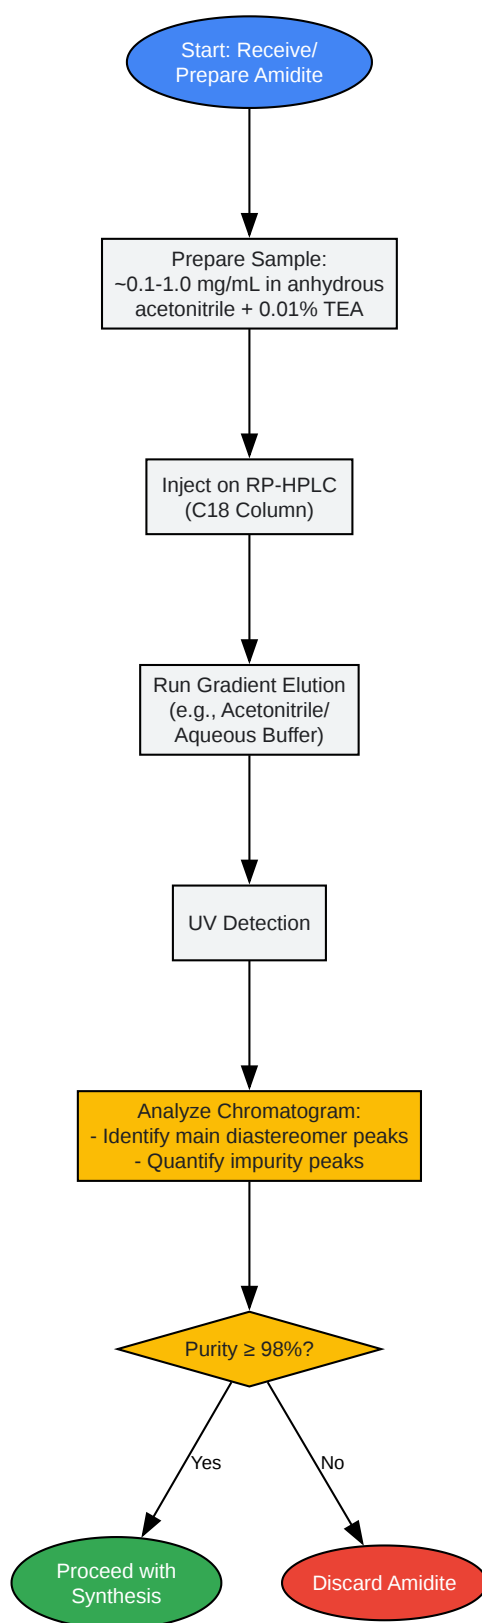 Start: Receive/
Prepare Amidite
Prepare Sample:
~0.1-1.0 mg/mL in anhydrous
acetonitrile + 0.01% TEA
Inject on RP-HPLC
(C18 Column)
Run Gradient Elution
(e.g., Acetonitrile/
Aqueous Buffer)
UV Detection
Analyze Chromatogram:
- Identify main diastereomer peaks
- Quantify impurity peaks
Purity ≥ 98%?
Yes
No
Proceed with
Synthesis
Discard Amidite